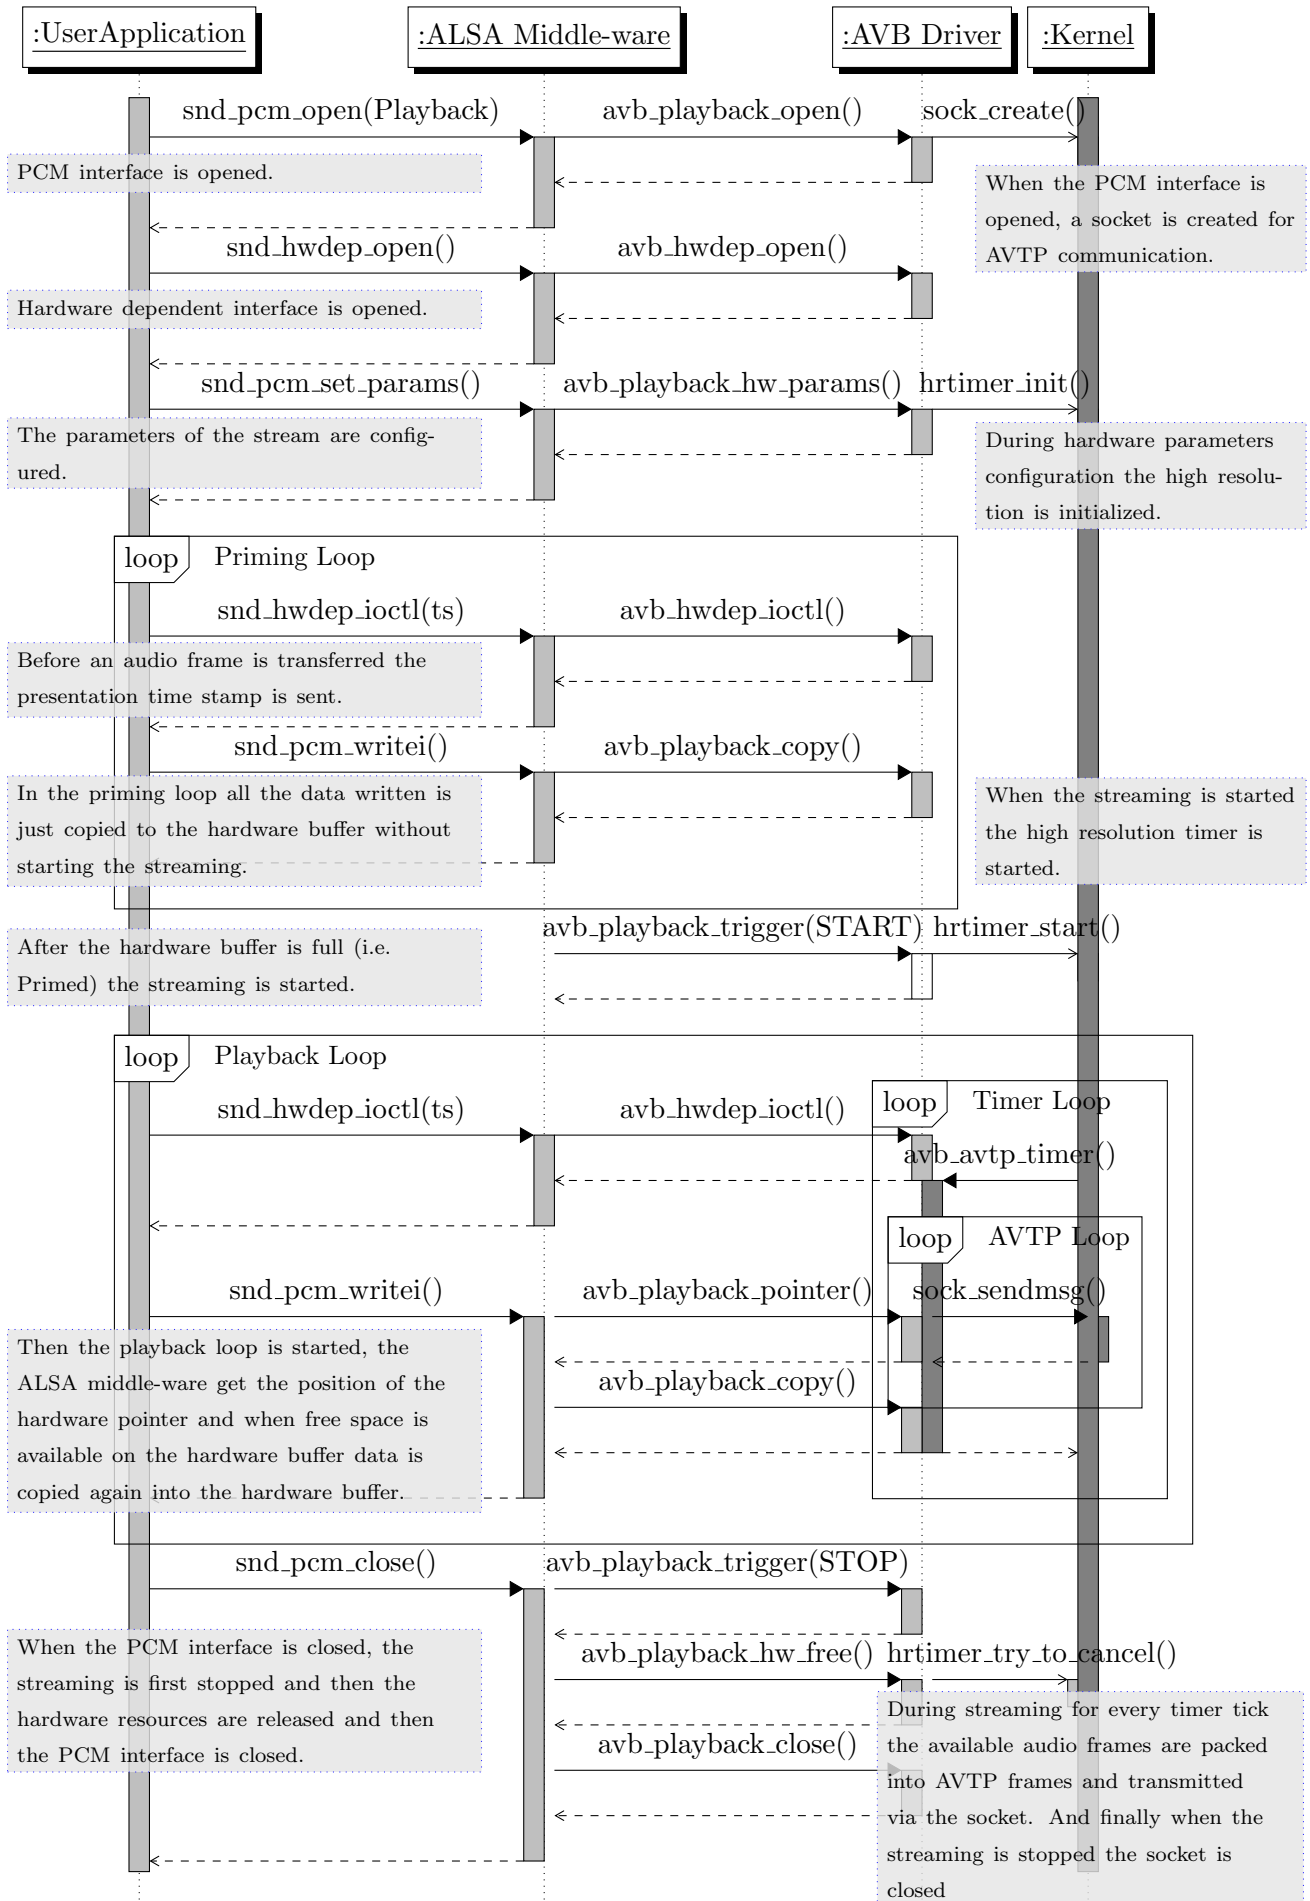 :UserApplication
:ALSA Middle-ware
:AVB Driver
:Kernel
snd_pcm_open(Playback)
avb_playback_open()
sock_create()
PCM interface is opened.
When the PCM interface is
opened, a socket is created for
AVTP communication.
snd_hwdep_open()
avb_hwdep_open()
Hardware dependent interface is opened.
snd_pcm_set_params()
avb_playback_hw_params()
hrtimer_init()
The parameters of the stream are config-
ured.
During hardware parameters
configuration the high resolu-
tion is initialized.
loop
Priming Loop
snd_hwdep_ioctl(ts)
avb_hwdep_ioctl()
Before an audio frame is transferred the
presentation time stamp is sent.
snd_pcm_writei()
avb_playback_copy()
In the priming loop all the data written is
just copied to the hardware buffer without
starting the streaming.
When the streaming is started
the high resolution timer is
started.
avb_playback_trigger(START)
hrtimer_start()
After the hardware buffer is full (i.e.
Primed) the streaming is started.
loop
Playback Loop
loop
Timer Loop
snd_hwdep_ioctl(ts)
avb_hwdep_ioctl()
avb_avtp_timer()
loop
AVTP Loop
snd_pcm_writei()
avb_playback_pointer()
sock_sendmsg()
Then the playback loop is started, the
ALSA middle-ware get the position of the
hardware pointer and when free space is
available on the hardware buffer data is
copied again into the hardware buffer.
avb_playback_copy()
snd_pcm_close()
avb_playback_trigger(STOP)
When the PCM interface is closed, the
streaming is first stopped and then the
hardware resources are released and then
the PCM interface is closed.
avb_playback_hw_free()
hrtimer_try_to_cancel()
avb_playback_close()
During streaming for every timer tick
the available audio frames are packed
into AVTP frames and transmitted
via the socket. And finally when the
streaming is stopped the socket is
closed